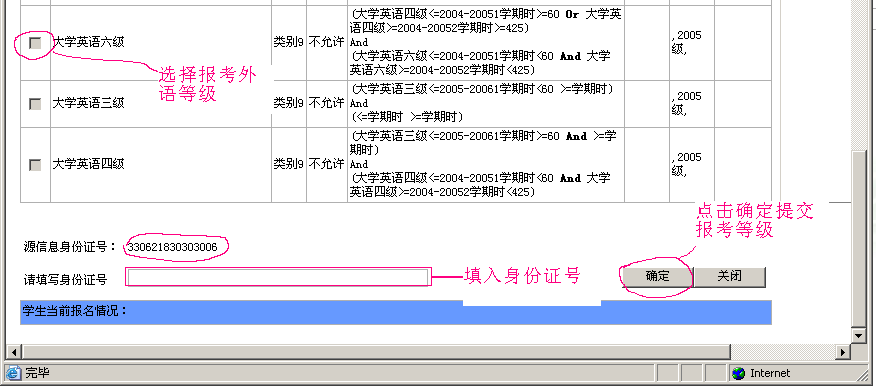 (大学英语四级<=2004-20051学期时>=60 Or 大学英
语四级>=2004-20052学期时>=425)
And
(大学英语六级<=2004-20051学期时<60 And 大学
英语六级>=2004-20052学期时<425)
大学英语六级
类别9
不允许
,2005
级,
选择报考外
语等级
(大学英语三级<=2005-20061学期时<60 >=学期时)
And
(<=学期时 >=学期时)
大学英语三级
类别9
不允许
,2005
级,
(大学英语三级<=2005-20061学期时>=60 And >=学
期时)
And
(大学英语四级<=2004-20051学期时<60 And 大学
英语四级>=2004-20052学期时<425)
大学英语四级
类别9
不允许
,2005
级,
点击确定提交
报考等级
源信息身份证号：330621830303006
请填写身份证号
填入身份证号
确定
关闭
学生当前报名情况：
完毕
Internet